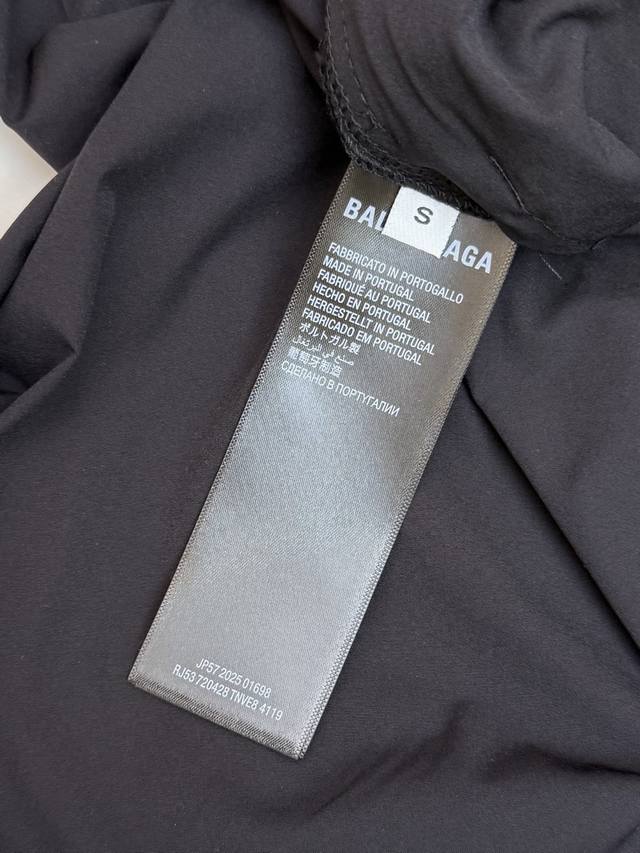 S
BAL AGA
FABBRICATO IN PORTOGALLO
MADE IN PORTUGAL
FABRIQUÉ AU PORTUGAL
HECHO EN PORTUGAL
HERGESTELLT IN PORTUGAL
FABRICADO EM PORTUGAL
ポルトガル製
صنع في البرتغال
葡萄牙制造
СДЕЛАНО В ПОРТУГАЛИИ
JP57 2025 01698
RJ53 720428 TNVE8 4119